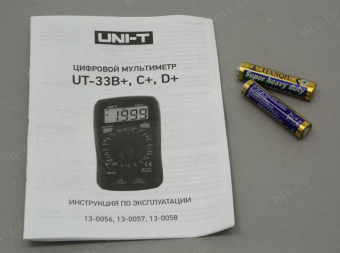 UNI-T
ЦИФРОВОЙ МУЛЬТИМЕТР
UT-33B+, C+, D+
1999
ИНСТРУКЦИЯ ПО ЭКСПЛУАТАЦИИ
13-0056, 13-0057, 13-0058
Super heavy duty